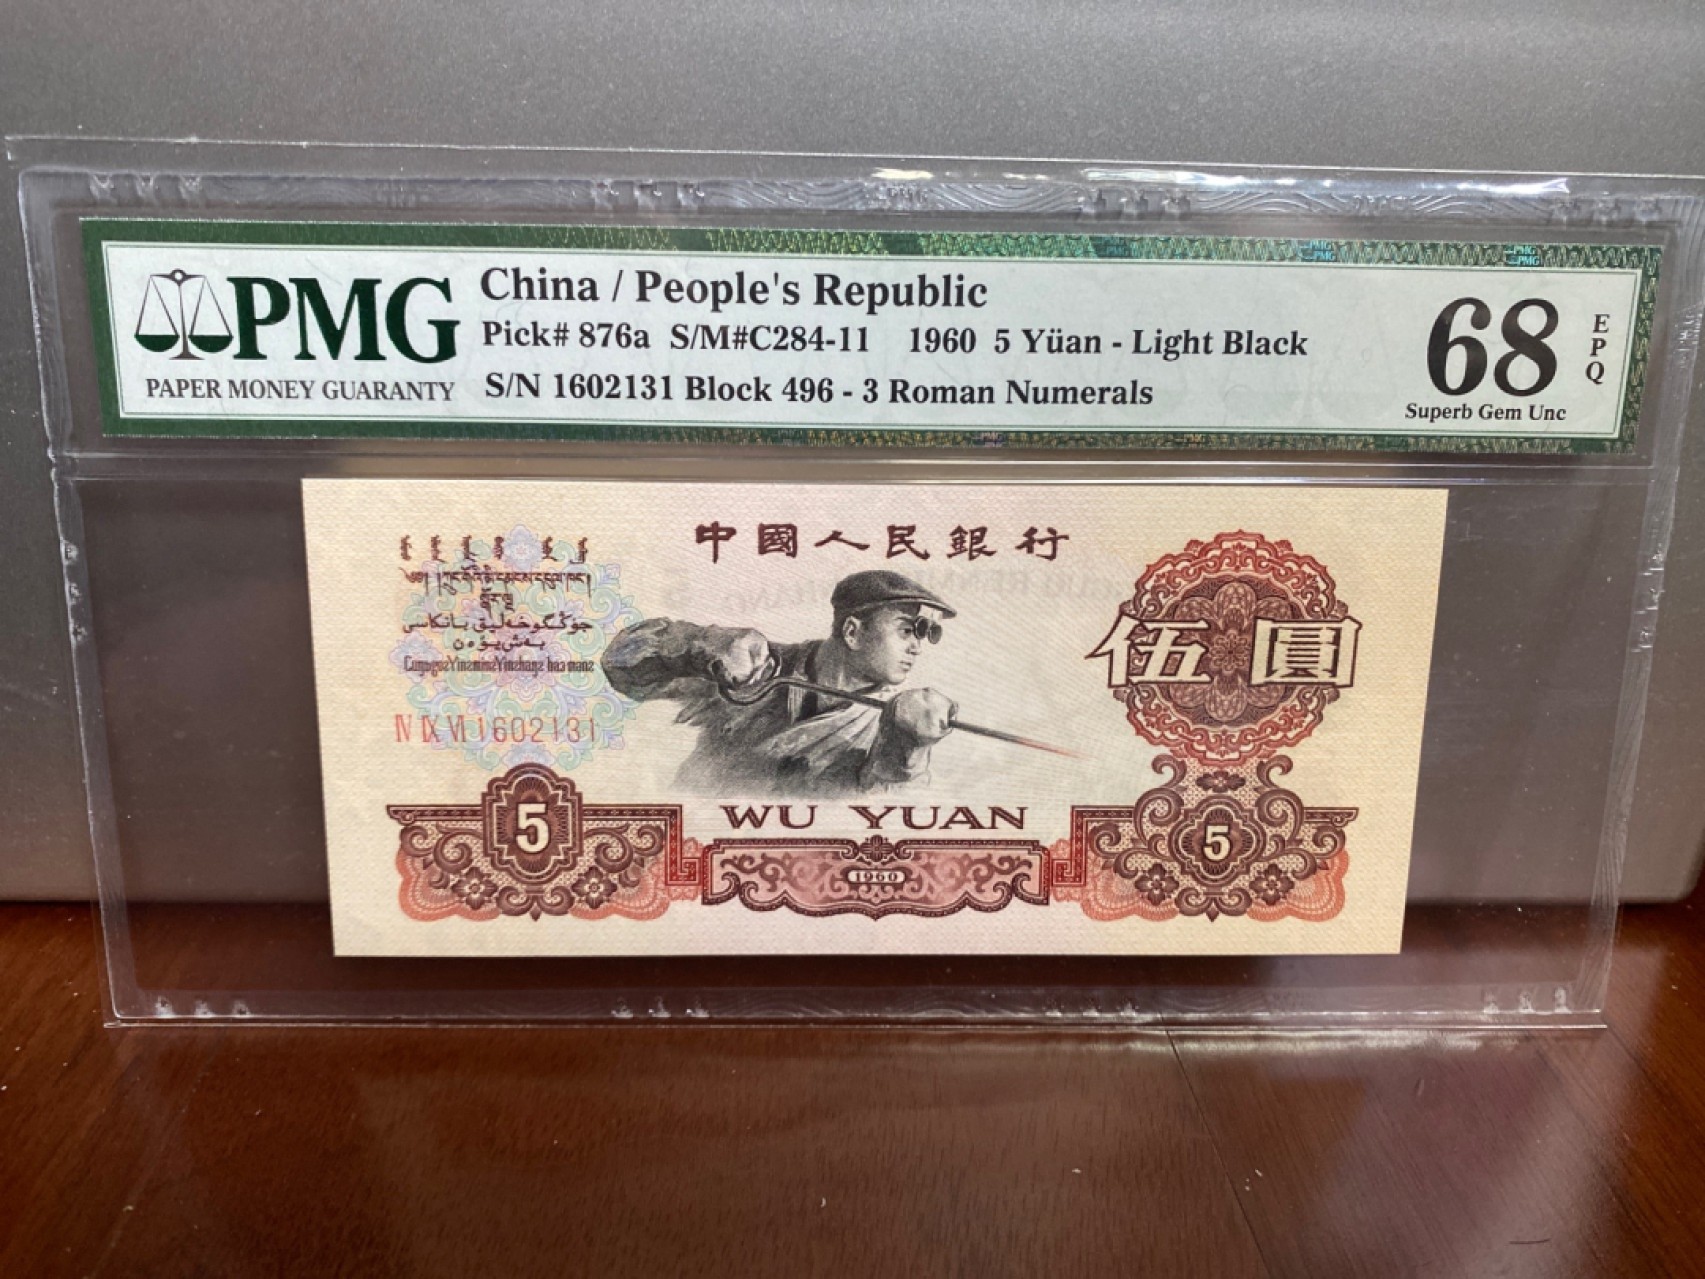 PMG
PAPER MONEY GUARANTY
China / People's Republic
Pick# 876a S/M#C284-11 1960 5 Yüan - Light Black
S/N 1602131 Block 496 - 3 Roman Numerals
68
EPQ
Superb Gem Unc
中國人民銀行
IV IX VI 1602131
伍圓
5
WU YUAN
5
1960